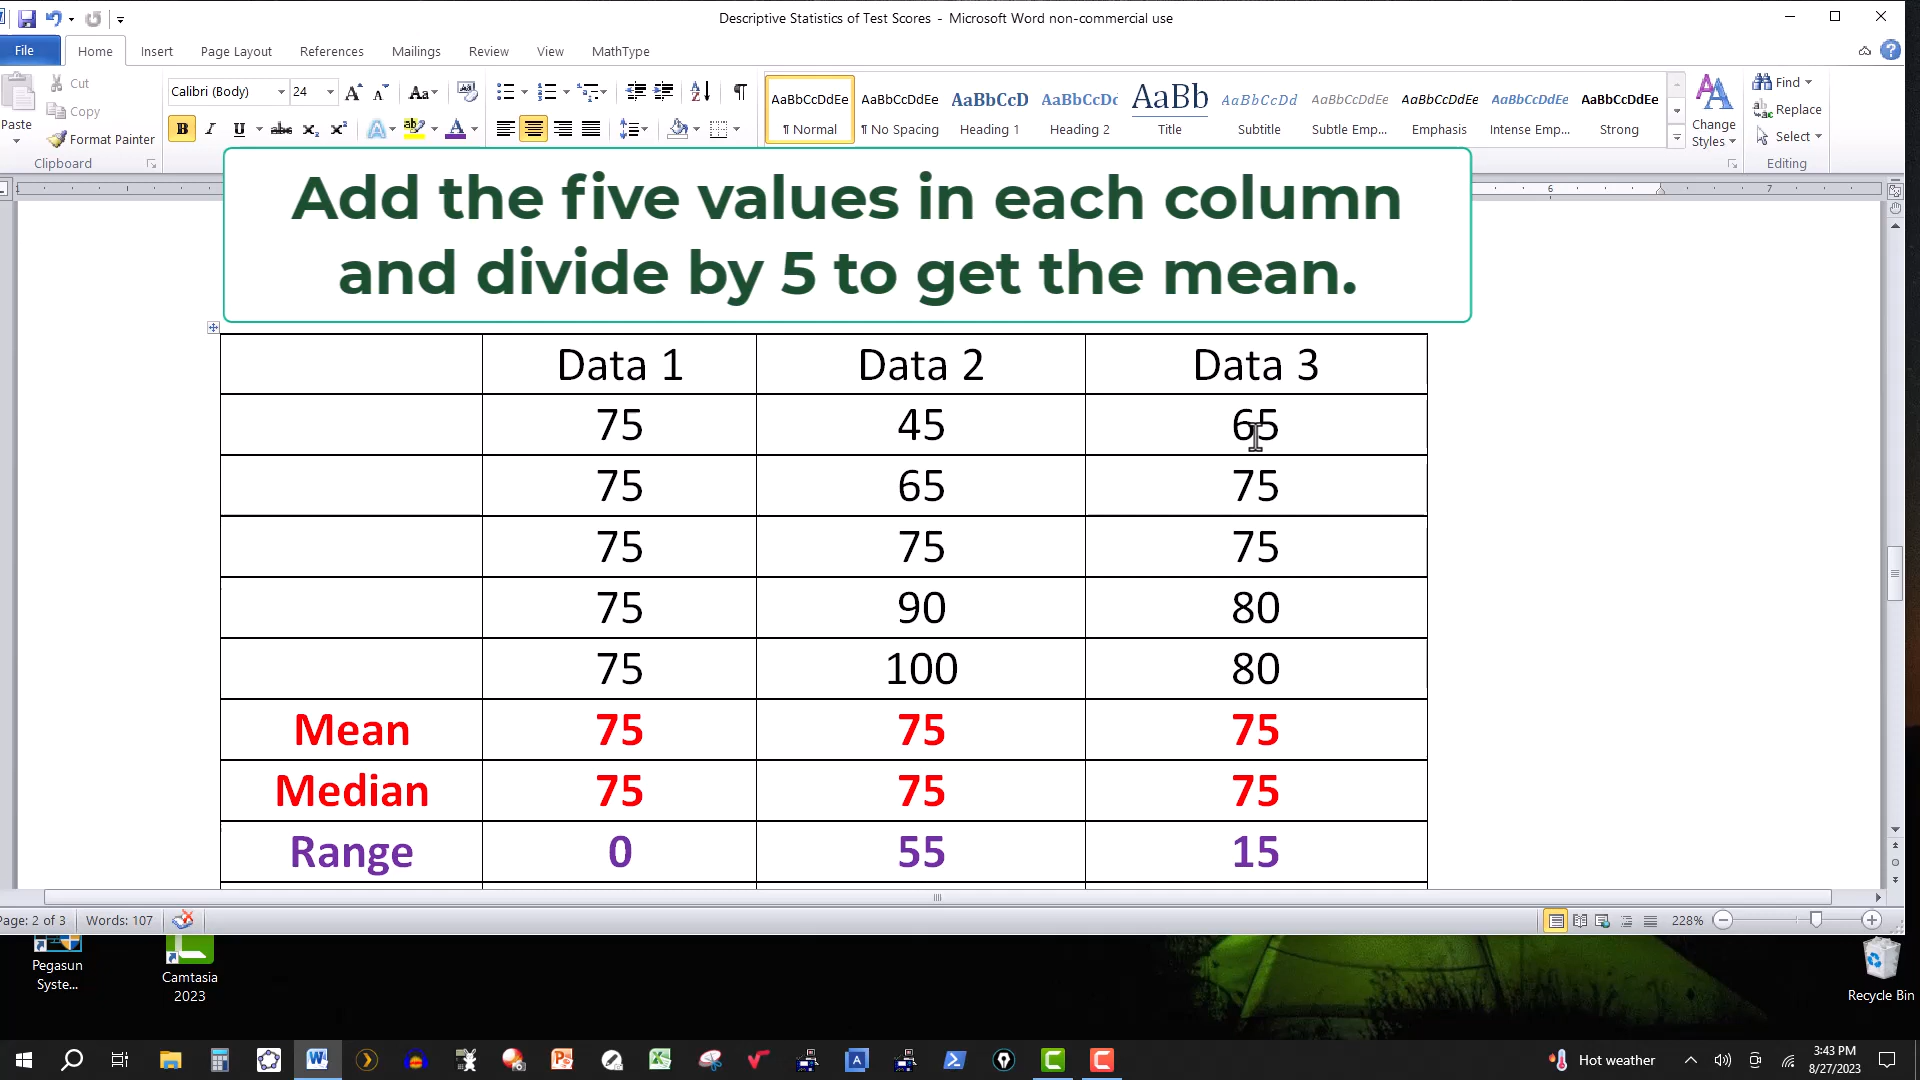 Descriptive Statistics of Test Scores - Microsoft Word non-commercial use
File Home Insert Page Layout References Mailings Review View MathType
Cut
Copy
Format Painter
Paste
Clipboard
Calibri (Body) 24
AaBbCcDdEe AaBbCcDdEe AaBbCcD AaBbCcDc AaBb AaBbCcDd AaBbCcDdEe AaBbCcDdEe AaBbCcDdEe AaBbCcDdEe
¶ Normal ¶ No Spacing Heading 1 Heading 2 Title Subtitle Subtle Emp... Emphasis Intense Emp... Strong
Change
Styles
Find
Replace
Select
Editing
6 7
Add the five values in each column
and divide by 5 to get the mean.
Data 1 Data 2 Data 3
75 45 65
75 65 75
75 75 75
75 90 80
75 100 80
Mean 75 75 75
Median 75 75 75
Range 0 55 15
Page: 2 of 3 Words: 107 228%
Pegasun
Syste...
Camtasia
2023
Recycle Bin
Hot weather
3:43 PM
8/27/2023